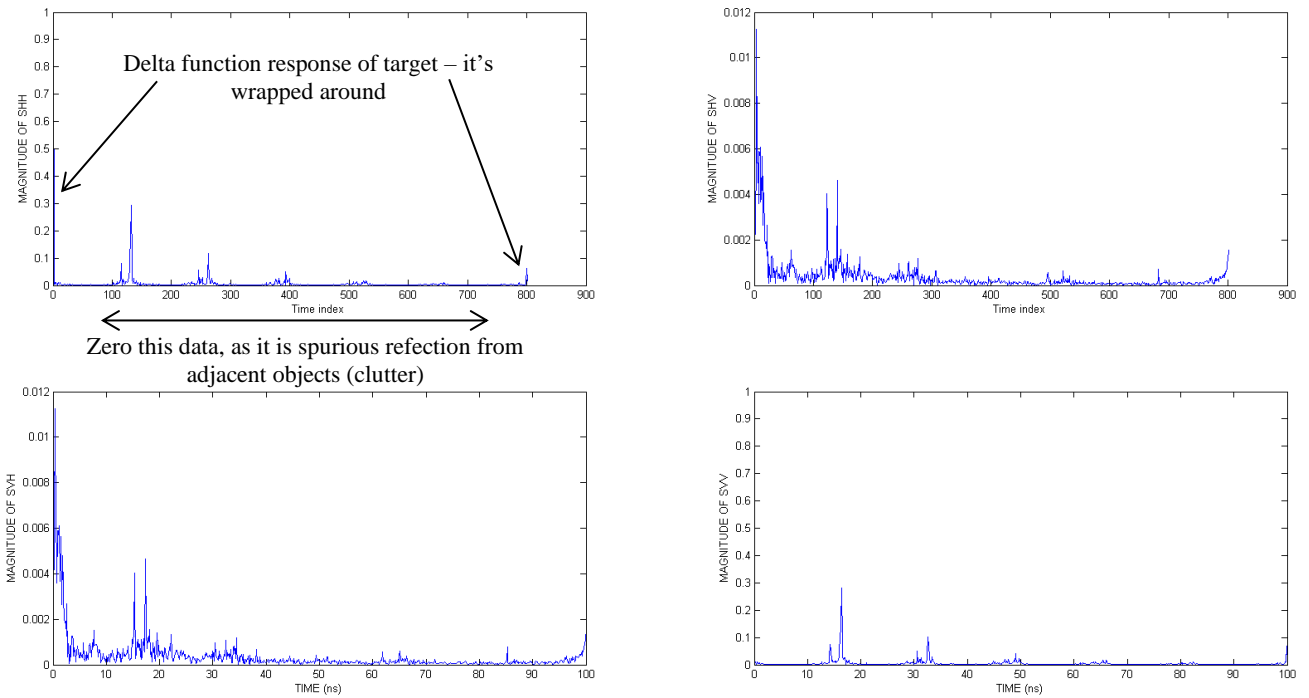 1
0.9
0.8
0.7
0.6
0.5
0.4
0.3
0.2
0.1
0
MAGNITUDE OF SHH
Delta function response of target – it’s
wrapped around
0 100 200 300 400 500 600 700 800 900
Time index
0.012
0.01
0.008
0.006
0.004
0.002
0
MAGNITUDE OF SHV
0 100 200 300 400 500 600 700 800 900
Time index
Zero this data, as it is spurious refection from
adjacent objects (clutter)
0.012
0.01
0.008
0.006
0.004
0.002
0
MAGNITUDE OF SVH
0 10 20 30 40 50 60 70 80 90 100
TIME (ns)
1
0.9
0.8
0.7
0.6
0.5
0.4
0.3
0.2
0.1
0
MAGNITUDE OF SVV
0 10 20 30 40 50 60 70 80 90 100
TIME (ns)